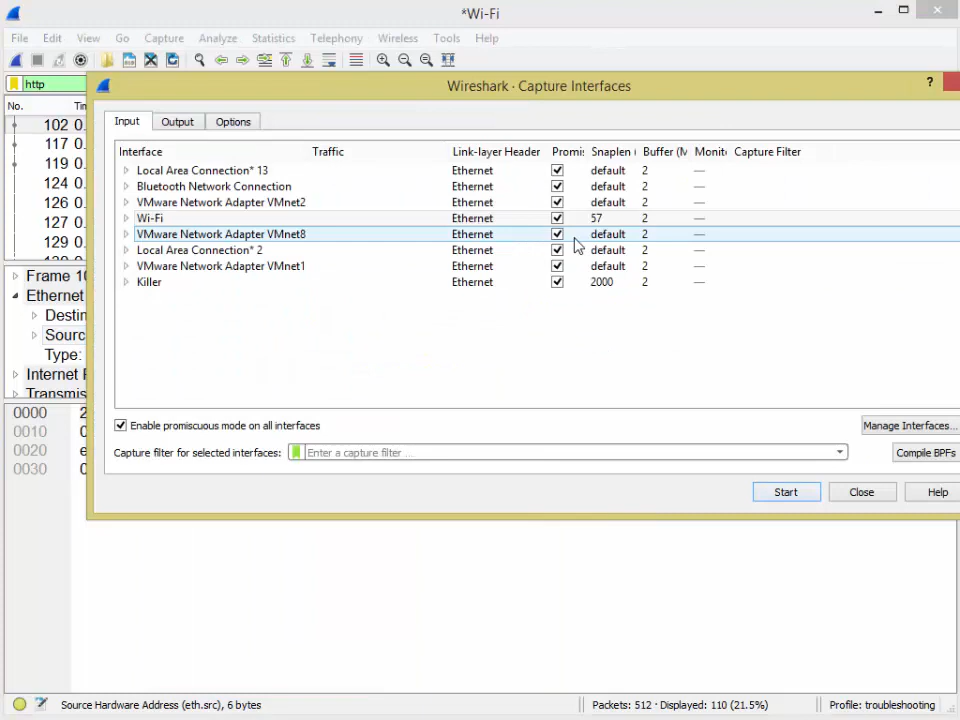 *Wi-Fi
File Edit View Go Capture Analyze Statistics Telephony Wireless Tools Help
http
Wireshark · Capture Interfaces
?
No.
102 0.
117 0.
119 0.
124 0.
126 0.
127 0.
129 0.
Input Output Options
Interface Traffic Link-layer Header Promis Snaplen ( Buffer (M Monito Capture Filter
Local Area Connection* 13 Ethernet default 2 —
Bluetooth Network Connection Ethernet default 2 —
VMware Network Adapter VMnet2 Ethernet default 2 —
Wi-Fi Ethernet 57 2 —
VMware Network Adapter VMnet8 Ethernet default 2 —
Local Area Connection* 2 Ethernet default 2 —
VMware Network Adapter VMnet1 Ethernet default 2 —
Killer Ethernet 2000 2 —
Frame 10
Ethernet
Destin
Sourc
Type:
Internet P
Transmis
Enable promiscuous mode on all interfaces
Manage Interfaces...
Capture filter for selected interfaces: Enter a capture filter ...
Compile BPFs
Start Close Help
0000 2
0010 0
0020 e
0030 0
Source Hardware Address (eth.src), 6 bytes
Packets: 512 · Displayed: 110 (21.5%)
Profile: troubleshooting